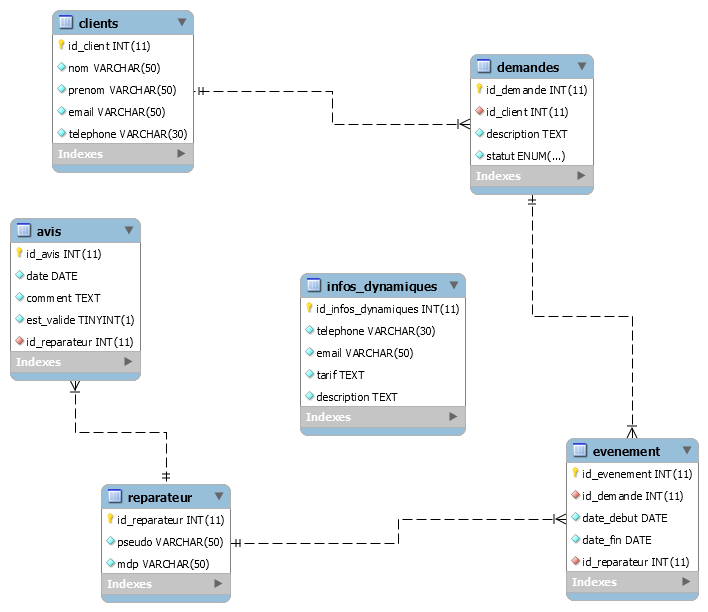 clients
id_client INT(11)
nom VARCHAR(50)
prenom VARCHAR(50)
email VARCHAR(50)
telephone VARCHAR(30)
Indexes
demandes
id_demande INT(11)
id_client INT(11)
description TEXT
statut ENUM(...)
Indexes
avis
id_avis INT(11)
date DATE
comment TEXT
est_valide TINYINT(1)
id_reparateur INT(11)
Indexes
infos_dynamiques
id_infos_dynamiques INT(11)
telephone VARCHAR(30)
email VARCHAR(50)
tarif TEXT
description TEXT
Indexes
reparateur
id_reparateur INT(11)
pseudo VARCHAR(50)
mdp VARCHAR(50)
Indexes
evenement
id_evenement INT(11)
id_demande INT(11)
date_debut DATE
date_fin DATE
id_reparateur INT(11)
Indexes